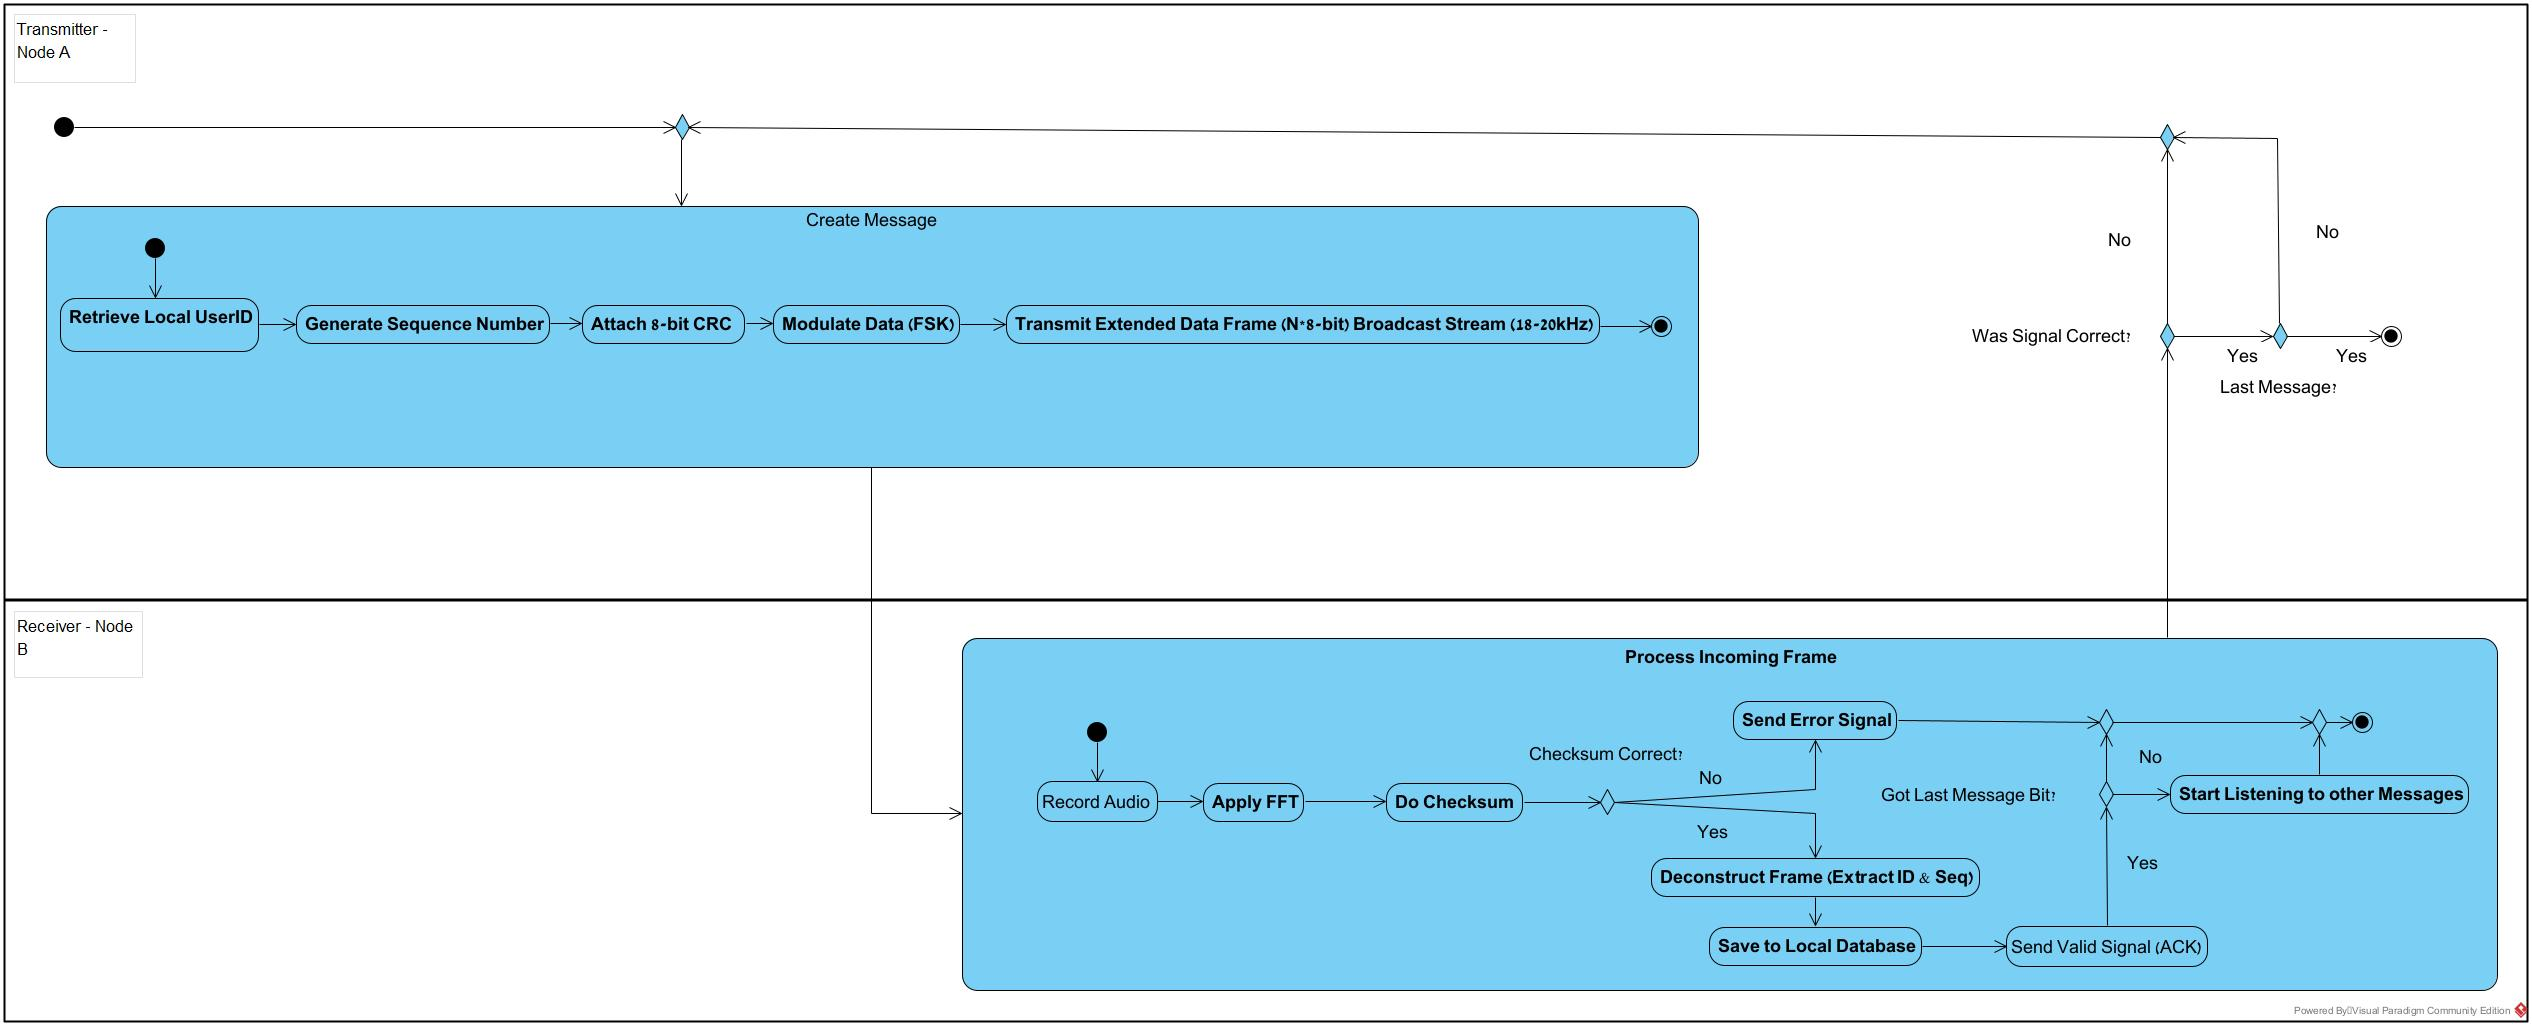 Transmitter -
Node A
Create Message
Retrieve Local UserID
Generate Sequence Number
Attach 8-bit CRC
Modulate Data (FSK)
Transmit Extended Data Frame (N*8-bit) Broadcast Stream (18-20kHz)
No
No
Was Signal Correct?
Yes
Yes
Last Message?
Receiver - Node
B
Process Incoming Frame
Send Error Signal
Checksum Correct?
No
No
Record Audio
Apply FFT
Do Checksum
Got Last Message Bit?
Start Listening to other Messages
Yes
Yes
Deconstruct Frame (Extract ID & Seq)
Save to Local Database
Send Valid Signal (ACK)
Powered By Visual Paradigm Community Edition